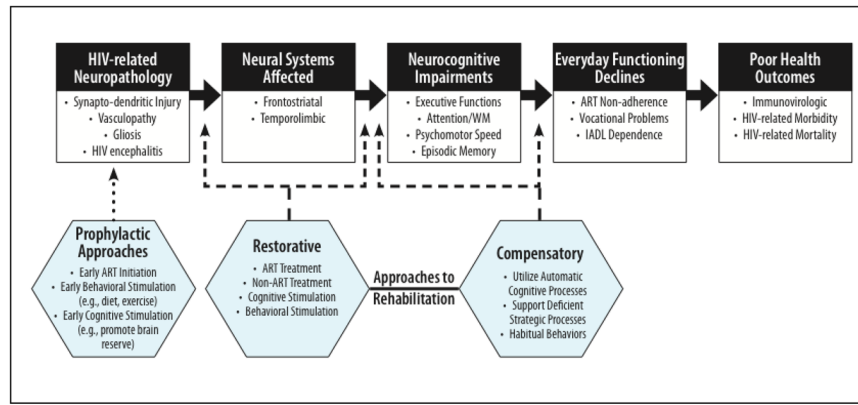 HIV-related
Neuropathology
• Synapto-dendritic Injury
• Vasculopathy
• Gliosis
• HIV encephalitis
Neural Systems
Affected
• Frontostriatal
• Temporolimbic
Neurocognitive
Impairments
• Executive Functions
• Attention/WM
• Psychomotor Speed
• Episodic Memory
Everyday Functioning
Declines
• ART Non-adherence
• Vocational Problems
• IADL Dependence
Poor Health
Outcomes
• Immunovirologic
• HIV-related Morbidity
• HIV-related Mortality
Prophylactic
Approaches
• Early ART Initiation
• Early Behavioral Stimulation
(e.g., diet, exercise)
• Early Cognitive Stimulation
(e.g., promote brain
reserve)
Restorative
• ART Treatment
• Non-ART Treatment
• Cognitive Stimulation
• Behavioral Stimulation
Approaches to
Rehabilitation
Compensatory
• Utilize Automatic
Cognitive Processes
• Support Deficient
Strategic Processes
• Habitual Behaviors